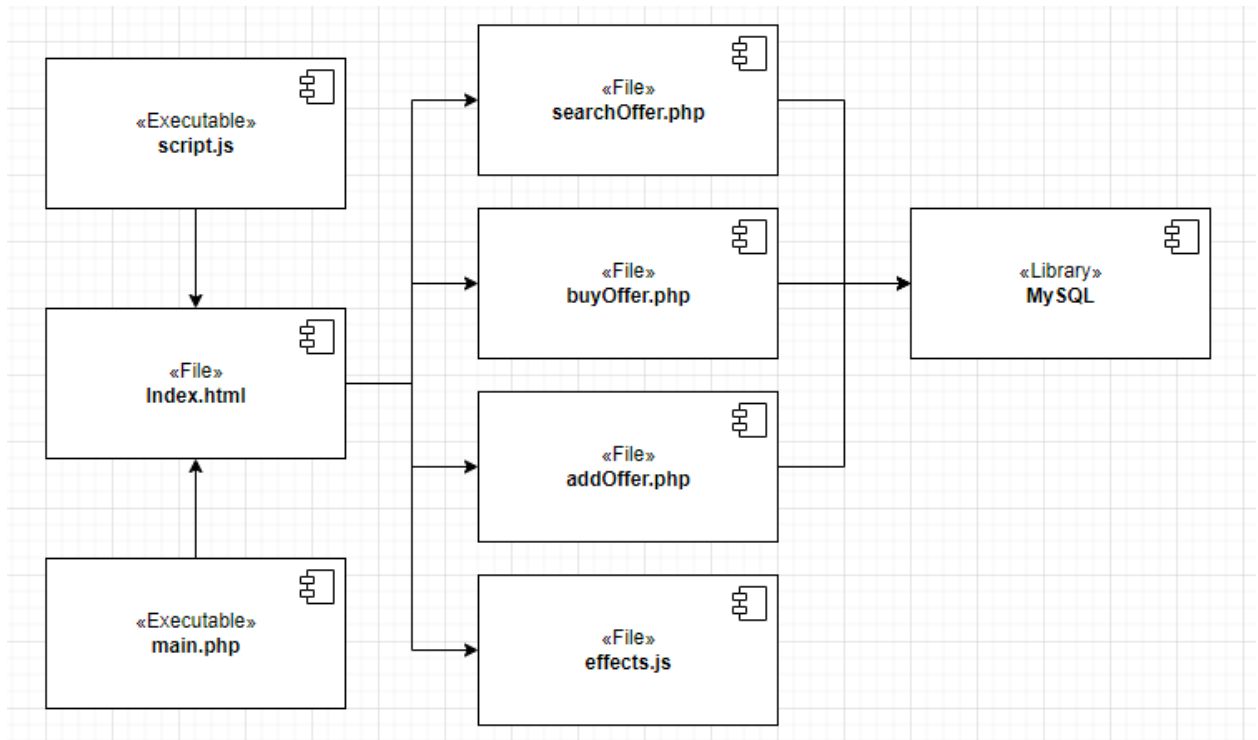 «Executable»
script.js
«File»
Index.html
«Executable»
main.php
«File»
searchOffer.php
«File»
buyOffer.php
«File»
addOffer.php
«File»
effects.js
«Library»
MySQL